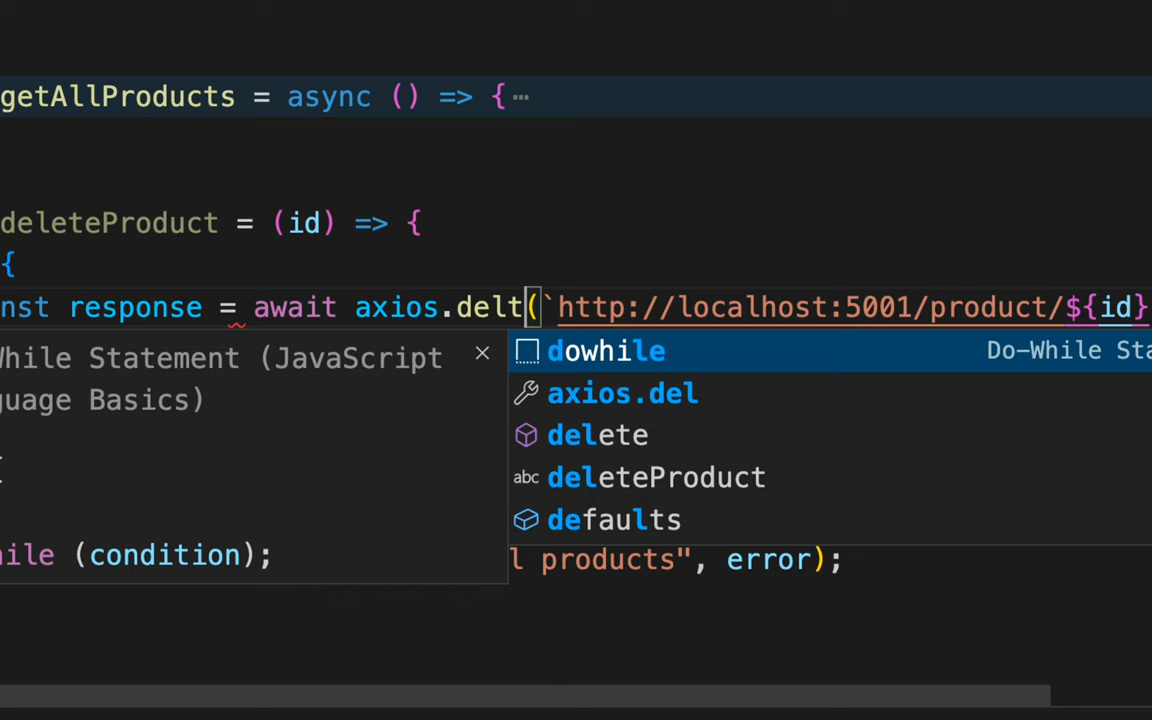 getAllProducts = async () => {…
deleteProduct = (id) => {
{
nst response = await axios.delt(`http://localhost:5001/product/${id}
While Statement (JavaScript
guage Basics)
{
hile (condition);
dowhile Do-While Sta
axios.del
delete
abc deleteProduct
defaults
l products", error);